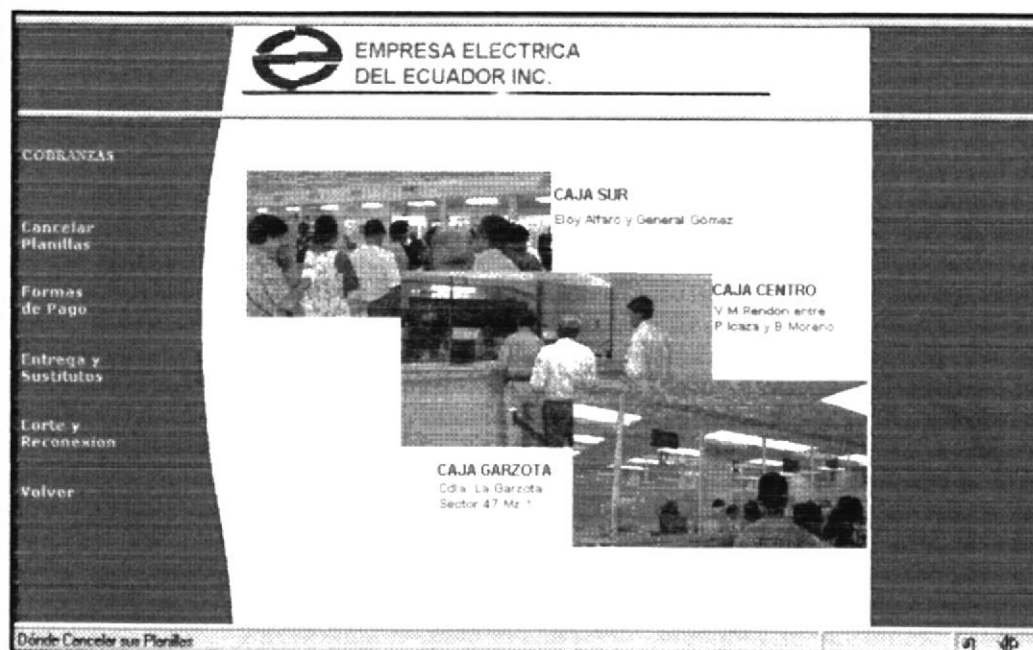 EMPRESA ELECTRICA
DEL ECUADOR INC.
COBRANZAS
Cancelar
Planillas
Formas
de Pago
Entrega y
Sustitutos
Corte y
Reconexion
Volver
CAJA SUR
Eloy Alfaro y General Gómez
CAJA CENTRO
V.M.Rendón entre
P.Icaza y B.Moreno
CAJA GARZOTA
Cdla. La Garzota
Sector 47 Mz 1
Dónde Cancelar sus Planillas